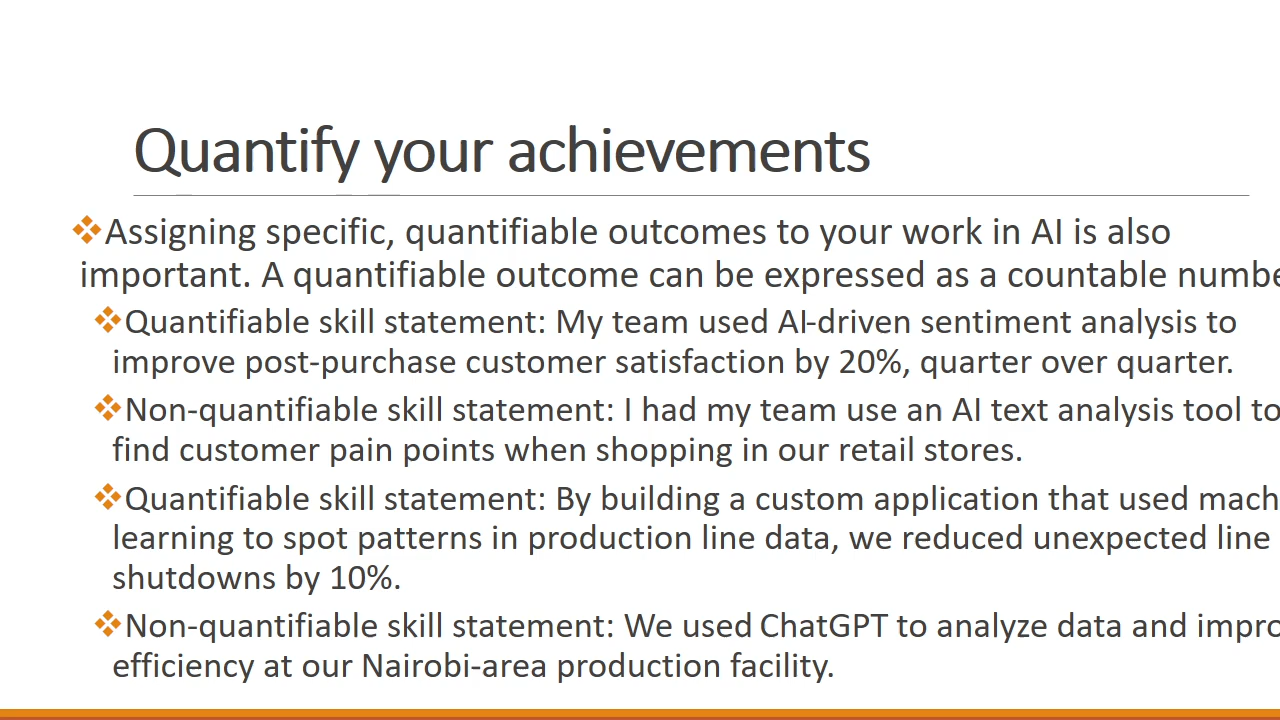 Quantify your achievements
Assigning specific, quantifiable outcomes to your work in AI is also
important. A quantifiable outcome can be expressed as a countable
Quantifiable skill statement: My team used AI-driven sentiment analysis to
improve post-purchase customer satisfaction by 20%, quarter over quarter.
Non-quantifiable skill statement: I had my team use an AI text analysis tool to
find customer pain points when shopping in our retail stores.
Quantifiable skill statement: By building a custom application that used
learning to spot patterns in production line data, we reduced unexpected line
shutdowns by 10%.
Non-quantifiable skill statement: We used ChatGPT to analyze data and
efficiency at our Nairobi-area production facility.